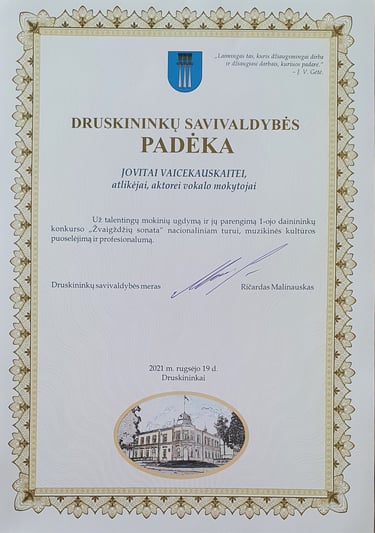 „Laimingas tas, kuris džiaugsmingai dirba
ir džiaugiasi darbais, kuriuos padarė."
- J. V. Gėtė.
DRUSKININKŲ SAVIVALDYBĖS
PADĖKA
JOVITAI VAICEKAUSKAITEI,
atlikėjai, aktorei vokalo mokytojai
Už talentingų mokinių ugdymą ir jų parengimą 1-ojo dainininkų
konkurso „Žvaigždžių sonata" nacionaliniam turui, muzikinės kultūros
puoselėjimą ir profesionalumą.
Druskininkų savivaldybės meras Ričardas Malinauskas
2021 m. rugsėjo 19 d.
Druskininkai